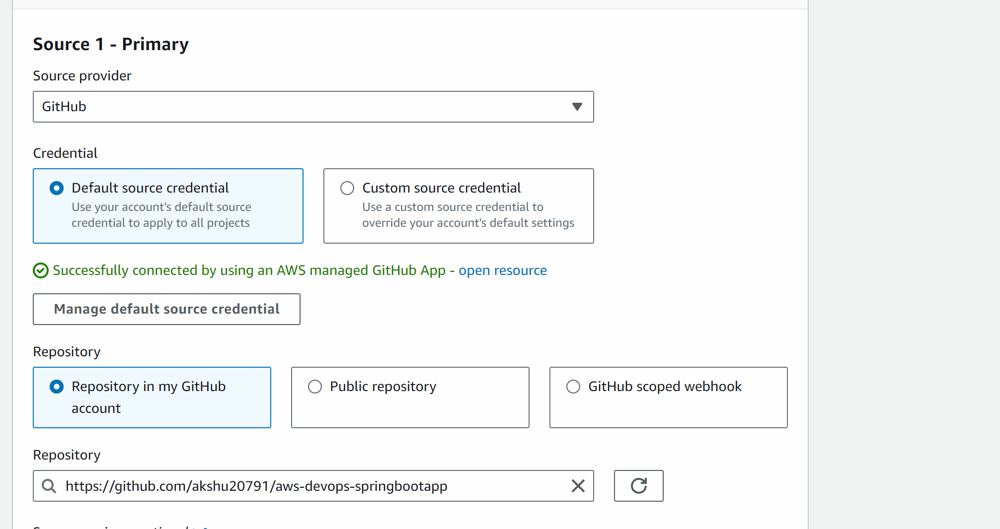 Source 1 - Primary
Source provider
GitHub
Credential
Default source credential
Use your account's default source
credential to apply to all projects
Custom source credential
Use a custom source credential to
override your account's default settings
Successfully connected by using an AWS managed GitHub App - open resource
Manage default source credential
Repository
Repository in my GitHub
account
Public repository
GitHub scoped webhook
Repository
https://github.com/akshu20791/aws-devops-springbootapp